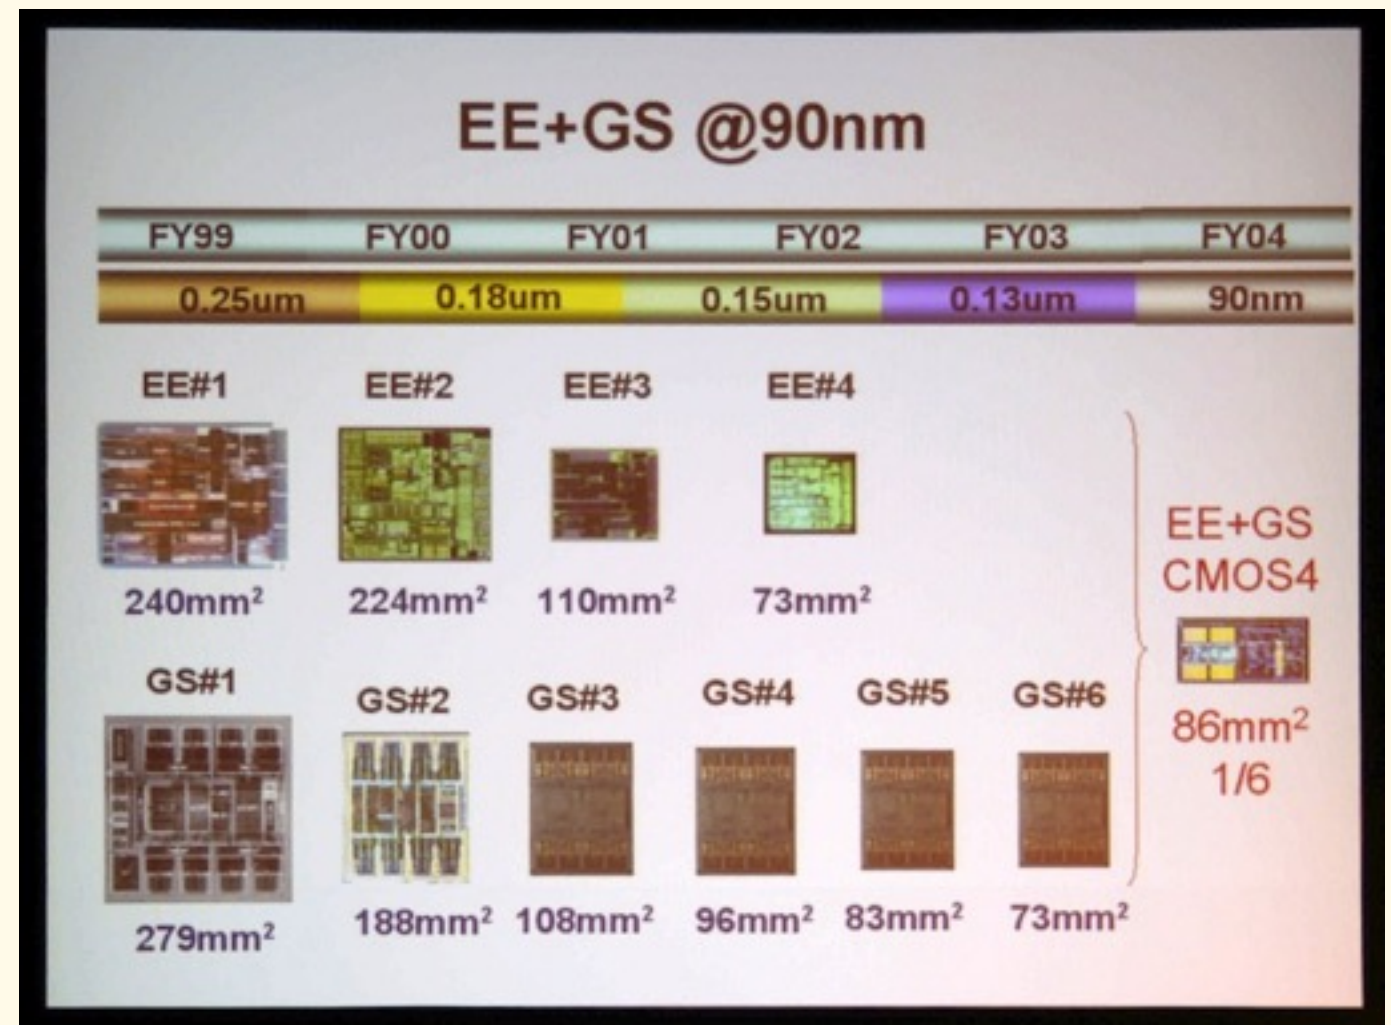 EE+GS @90nm
FY99 FY00 FY01 FY02 FY03 FY04
0.25um 0.18um 0.15um 0.13um 90nm
EE#1 EE#2 EE#3 EE#4
240mm² 224mm² 110mm² 73mm²
GS#1 GS#2 GS#3 GS#4 GS#5 GS#6
279mm² 188mm² 108mm² 96mm² 83mm² 73mm²
EE+GS
CMOS4
86mm²
1/6